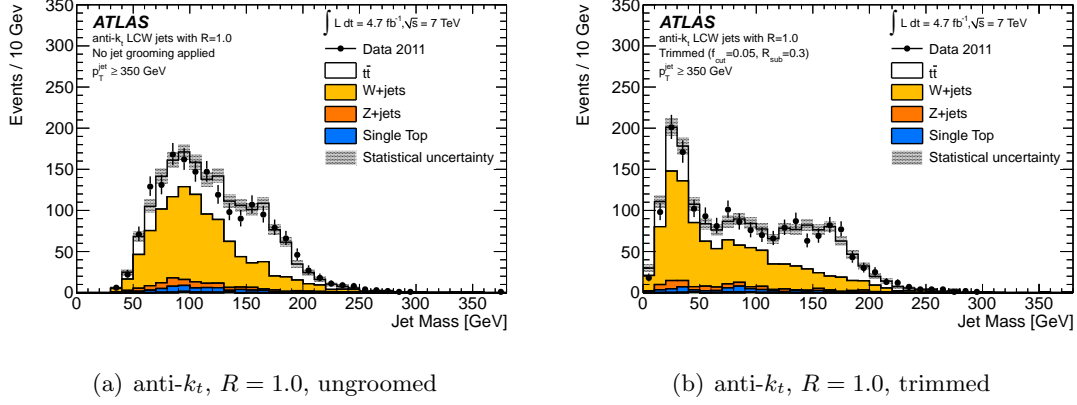 ATLAS
anti-kt LCW jets with R=1.0
No jet grooming applied
pTjet ≥ 350 GeV
∫ L dt = 4.7 fb-1,√s = 7 TeV
Data 2011
tt̄
W+jets
Z+jets
Single Top
Statistical uncertainty
Events / 10 Gev
350
300
250
200
150
100
50
0
0 50 100 150 200 250 300 350
Jet Mass [GeV]
(a) anti-kt, R = 1.0, ungroomed
ATLAS
anti-kt LCW jets with R=1.0
Trimmed (fcut=0.05, Rsub=0.3)
pTjet ≥ 350 GeV
∫ L dt = 4.7 fb-1,√s = 7 TeV
Data 2011
tt̄
W+jets
Z+jets
Single Top
Statistical uncertainty
Events / 10 Gev
350
300
250
200
150
100
50
0
0 50 100 150 200 250 300 350
Jet Mass [GeV]
(b) anti-kt, R = 1.0, trimmed